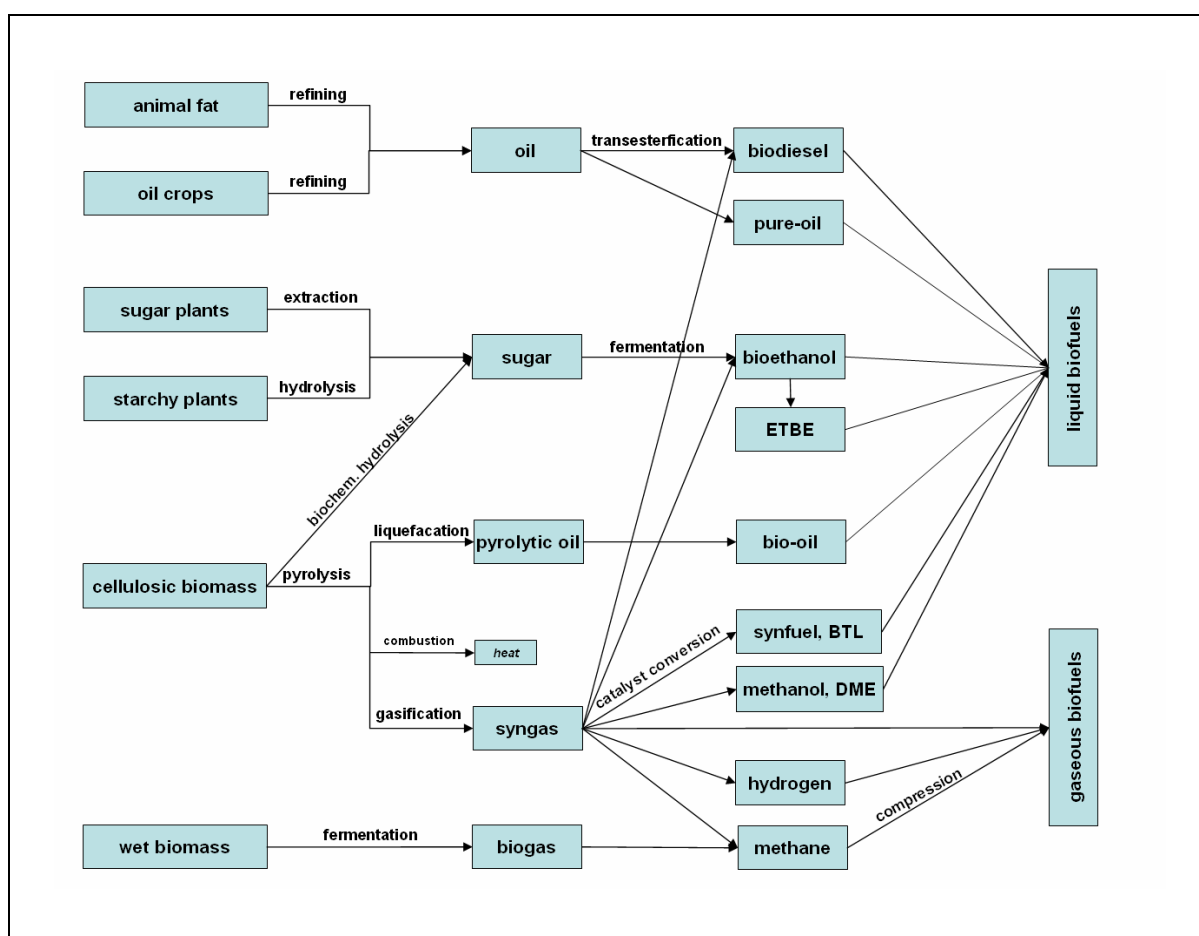 animal fat
refining
oil
transesterfication
biodiesel
oil crops
refining
pure-oil
sugar plants
extraction
sugar
fermentation
bioethanol
starchy plants
hydrolysis
ETBE
liquid biofuels
biochem. hydrolysis
cellulosic biomass
pyrolysis
liquefacation
pyrolytic oil
bio-oil
combustion
heat
gasification
syngas
catalyst conversion
synfuel, BTL
methanol, DME
hydrogen
compression
gaseous biofuels
wet biomass
fermentation
biogas
methane